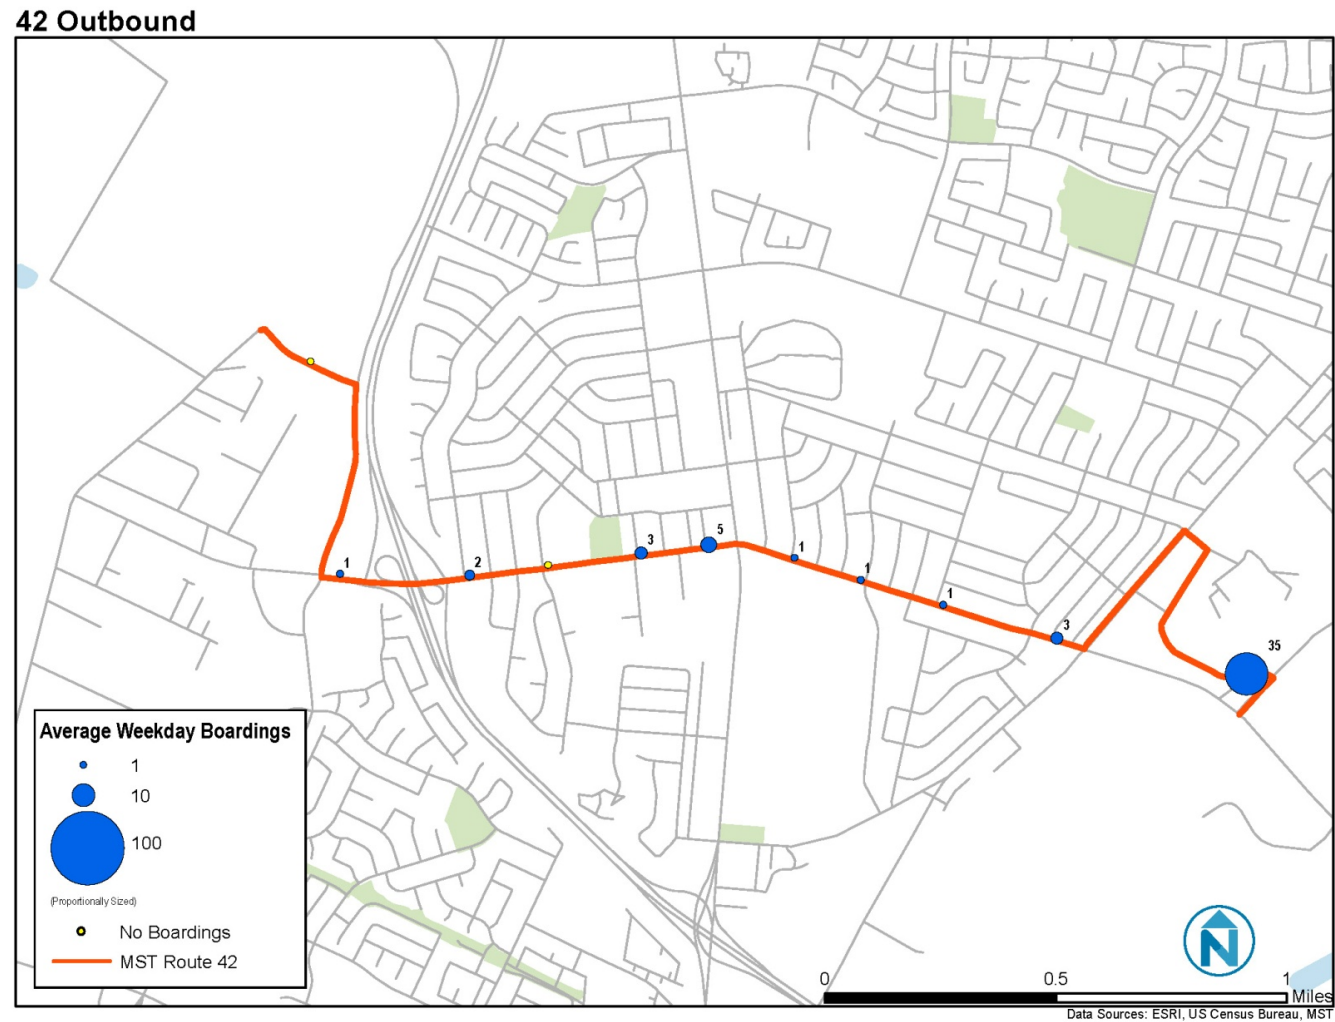 42 Outbound
1
2
3
5
1
1
1
3
35
Average Weekday Boardings
1
10
100
(Proportionally Sized)
No Boardings
MST Route 42
N
0 0.5 1
Miles
Data Sources: ESRI, US Census Bureau, MST